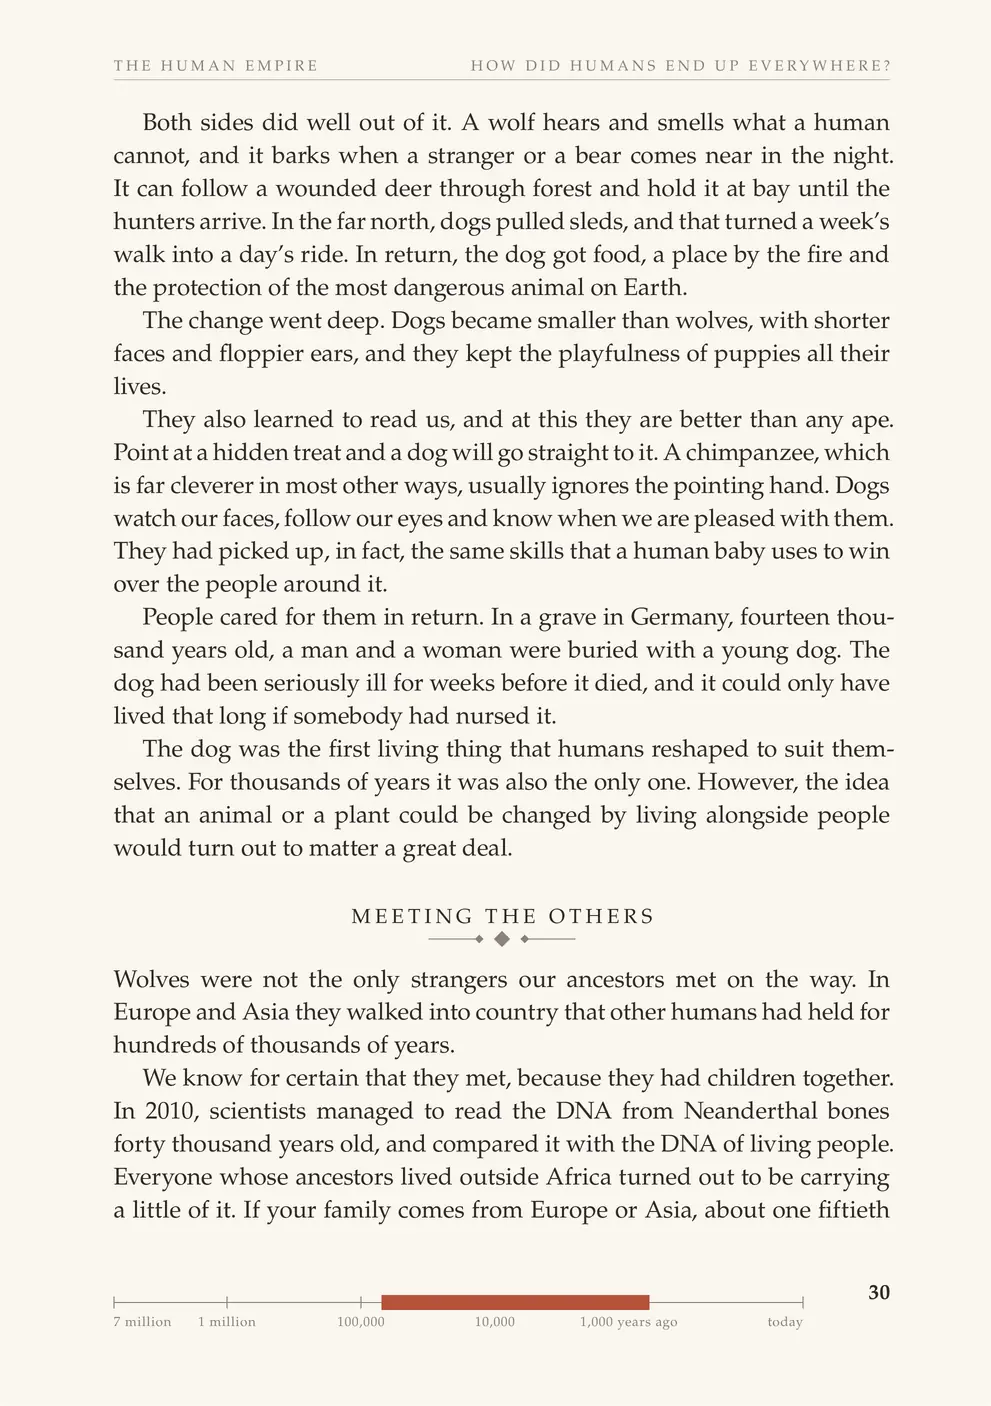 THE HUMAN EMPIRE
HOW DID HUMANS END UP EVERYWHERE?
Both sides did well out of it. A wolf hears and smells what a human
cannot, and it barks when a stranger or a bear comes near in the night.
It can follow a wounded deer through forest and hold it at bay until the
hunters arrive. In the far north, dogs pulled sleds, and that turned a week’s
walk into a day’s ride. In return, the dog got food, a place by the fire and
the protection of the most dangerous animal on Earth.
The change went deep. Dogs became smaller than wolves, with shorter
faces and floppier ears, and they kept the playfulness of puppies all their
lives.
They also learned to read us, and at this they are better than any ape.
Point at a hidden treat and a dog will go straight to it. A chimpanzee, which
is far cleverer in most other ways, usually ignores the pointing hand. Dogs
watch our faces, follow our eyes and know when we are pleased with them.
They had picked up, in fact, the same skills that a human baby uses to win
over the people around it.
People cared for them in return. In a grave in Germany, fourteen thou-
sand years old, a man and a woman were buried with a young dog. The
dog had been seriously ill for weeks before it died, and it could only have
lived that long if somebody had nursed it.
The dog was the first living thing that humans reshaped to suit them-
selves. For thousands of years it was also the only one. However, the idea
that an animal or a plant could be changed by living alongside people
would turn out to matter a great deal.
MEETING THE OTHERS
Wolves were not the only strangers our ancestors met on the way. In
Europe and Asia they walked into country that other humans had held for
hundreds of thousands of years.
We know for certain that they met, because they had children together.
In 2010, scientists managed to read the DNA from Neanderthal bones
forty thousand years old, and compared it with the DNA of living people.
Everyone whose ancestors lived outside Africa turned out to be carrying
a little of it. If your family comes from Europe or Asia, about one fiftieth
30
7 million 1 million 100,000 10,000 1,000 years ago today